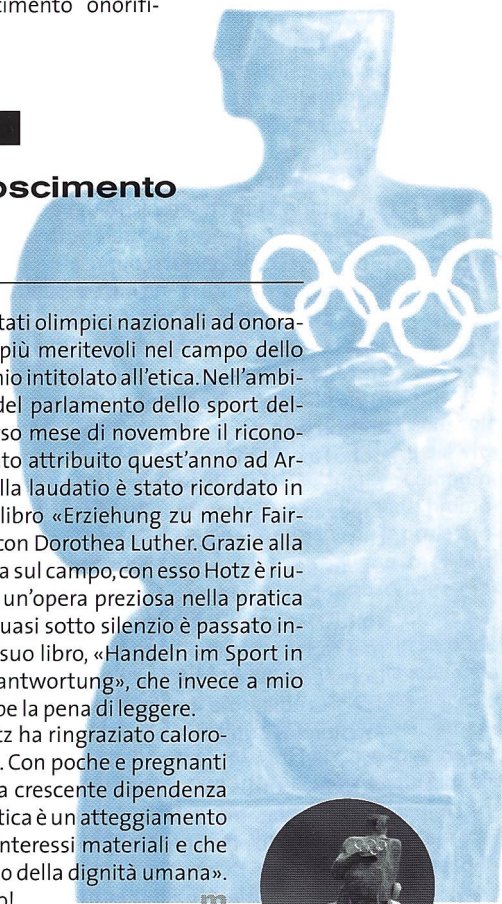 cimento onorifi-
oscimento
tati olimpici nazionali ad onora-
più meritevoli nel campo dello
nio intitolato all'etica. Nell'ambi-
del parlamento dello sport del-
so mese di novembre il ricono-
to attribuito quest'anno ad Ar-
lla laudatio è stato ricordato in
libro «Erziehung zu mehr Fair-
con Dorothea Luther. Grazie alla
a sul campo, con esso Hotz è riu-
un'opera preziosa nella pratica
uasi sotto silenzio è passato in-
suo libro, «Handeln im Sport in
antwortung», che invece a mio
be la pena di leggere.
tz ha ringraziato caloro-
. Con poche e pregnanti
a crescente dipendenza
tica è un atteggiamento
nteressi materiali e che
o della dignità umana».
o!
m